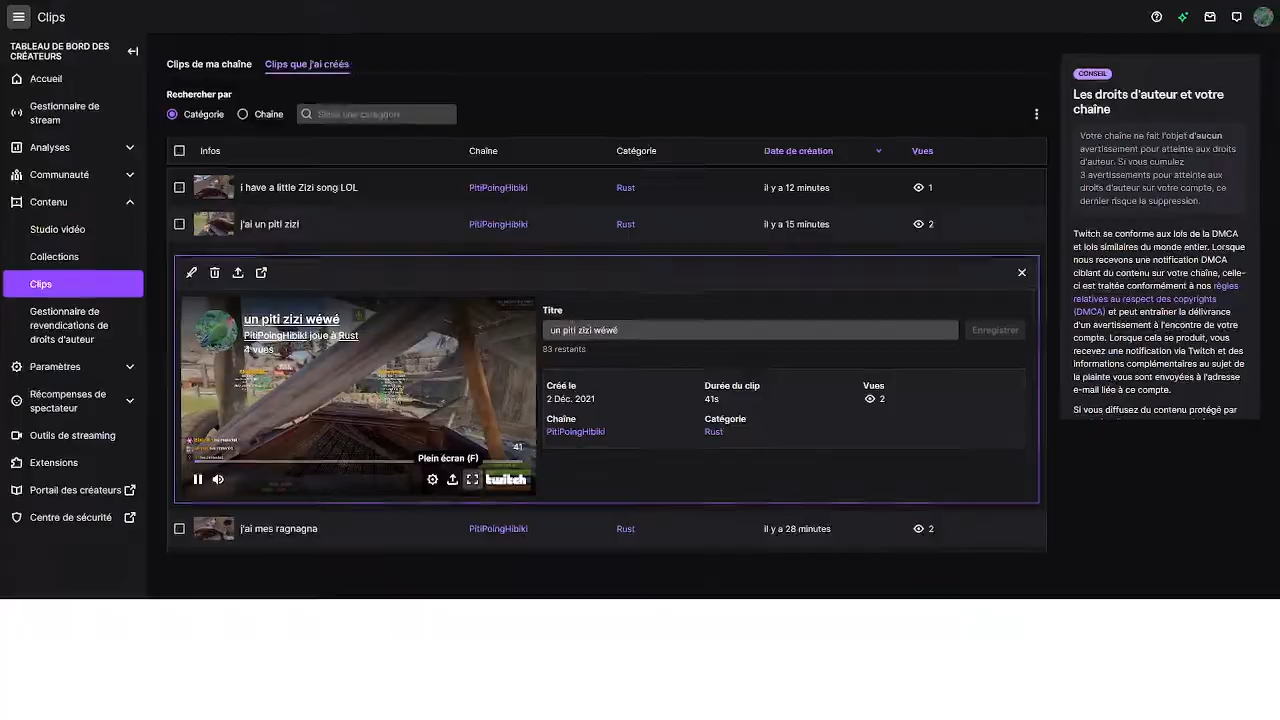 Clips
TABLEAU DE BORD DES
CRÉATEURS
Accueil
Gestionnaire de
stream
Analyses
Communauté
Contenu
Studio vidéo
Collections
Clips
Gestionnaire de
revendications de
droits d'auteur
Paramètres
Récompenses de
spectateur
Outils de streaming
Extensions
Portail des créateurs
Centre de sécurité
Clips de ma chaîne
Clips que j'ai créés
Rechercher par
Catégorie
Chaîne
Infos
Chaîne
Catégorie
Date de création
Vues
i have a little Zizi song LOL
PitiPoingHibiki
Rust
il y a 12 minutes
1
j'ai un piti zizi
PitiPoingHibiki
Rust
il y a 15 minutes
2
un piti zizi wéwé
PitiPoingHibiki joue à Rust
4 vues
41
Plein écran (F)
twitch
Titre
un piti zizi wéwé
Enregistrer
83 restants
Créé le
2 Déc. 2021
Durée du clip
41s
Vues
2
Chaîne
PitiPoingHibiki
Catégorie
Rust
j'ai mes ragnagna
PitiPoingHibiki
Rust
il y a 28 minutes
2
CONSEIL
Les droits d'auteur et votre
chaîne
Votre chaîne ne fait l'objet d'aucun
avertissement pour atteinte aux droits
d'auteur. Si vous cumulez
3 avertissements pour atteinte aux
droits d'auteur sur votre compte, ce
dernier risque la suppression.
Twitch se conforme aux lois de la DMCA
et lois similaires du monde entier. Lorsque
nous recevons une notification DMCA
ciblant du contenu sur votre chaîne, celle-
ci est traitée conformément à nos règles
relatives au respect des copyrights
(DMCA) et peut entraîner la délivrance
d'un avertissement à l'encontre de votre
compte. Lorsque cela se produit, vous
recevez une notification via Twitch et des
informations complémentaires au sujet de
la plainte vous sont envoyées à l'adresse
e-mail liée à ce compte.
Si vous diffusez du contenu protégé par